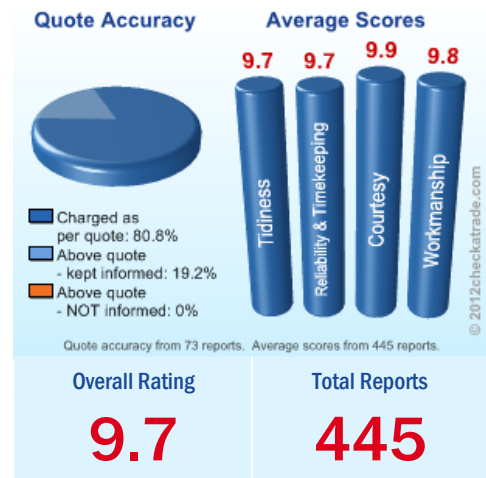 Quote Accuracy
Average Scores
9.7
9.7
9.9
9.8
Tidiness
Reliability & Timekeeping
Courtesy
Workmanship
Charged as
per quote: 80.8%
Above quote
- kept informed: 19.2%
Above quote
- NOT informed: 0%
© 2012checkatrade.com
Quote accuracy from 73 reports. Average scores from 445 reports.
Overall Rating
9.7
Total Reports
445